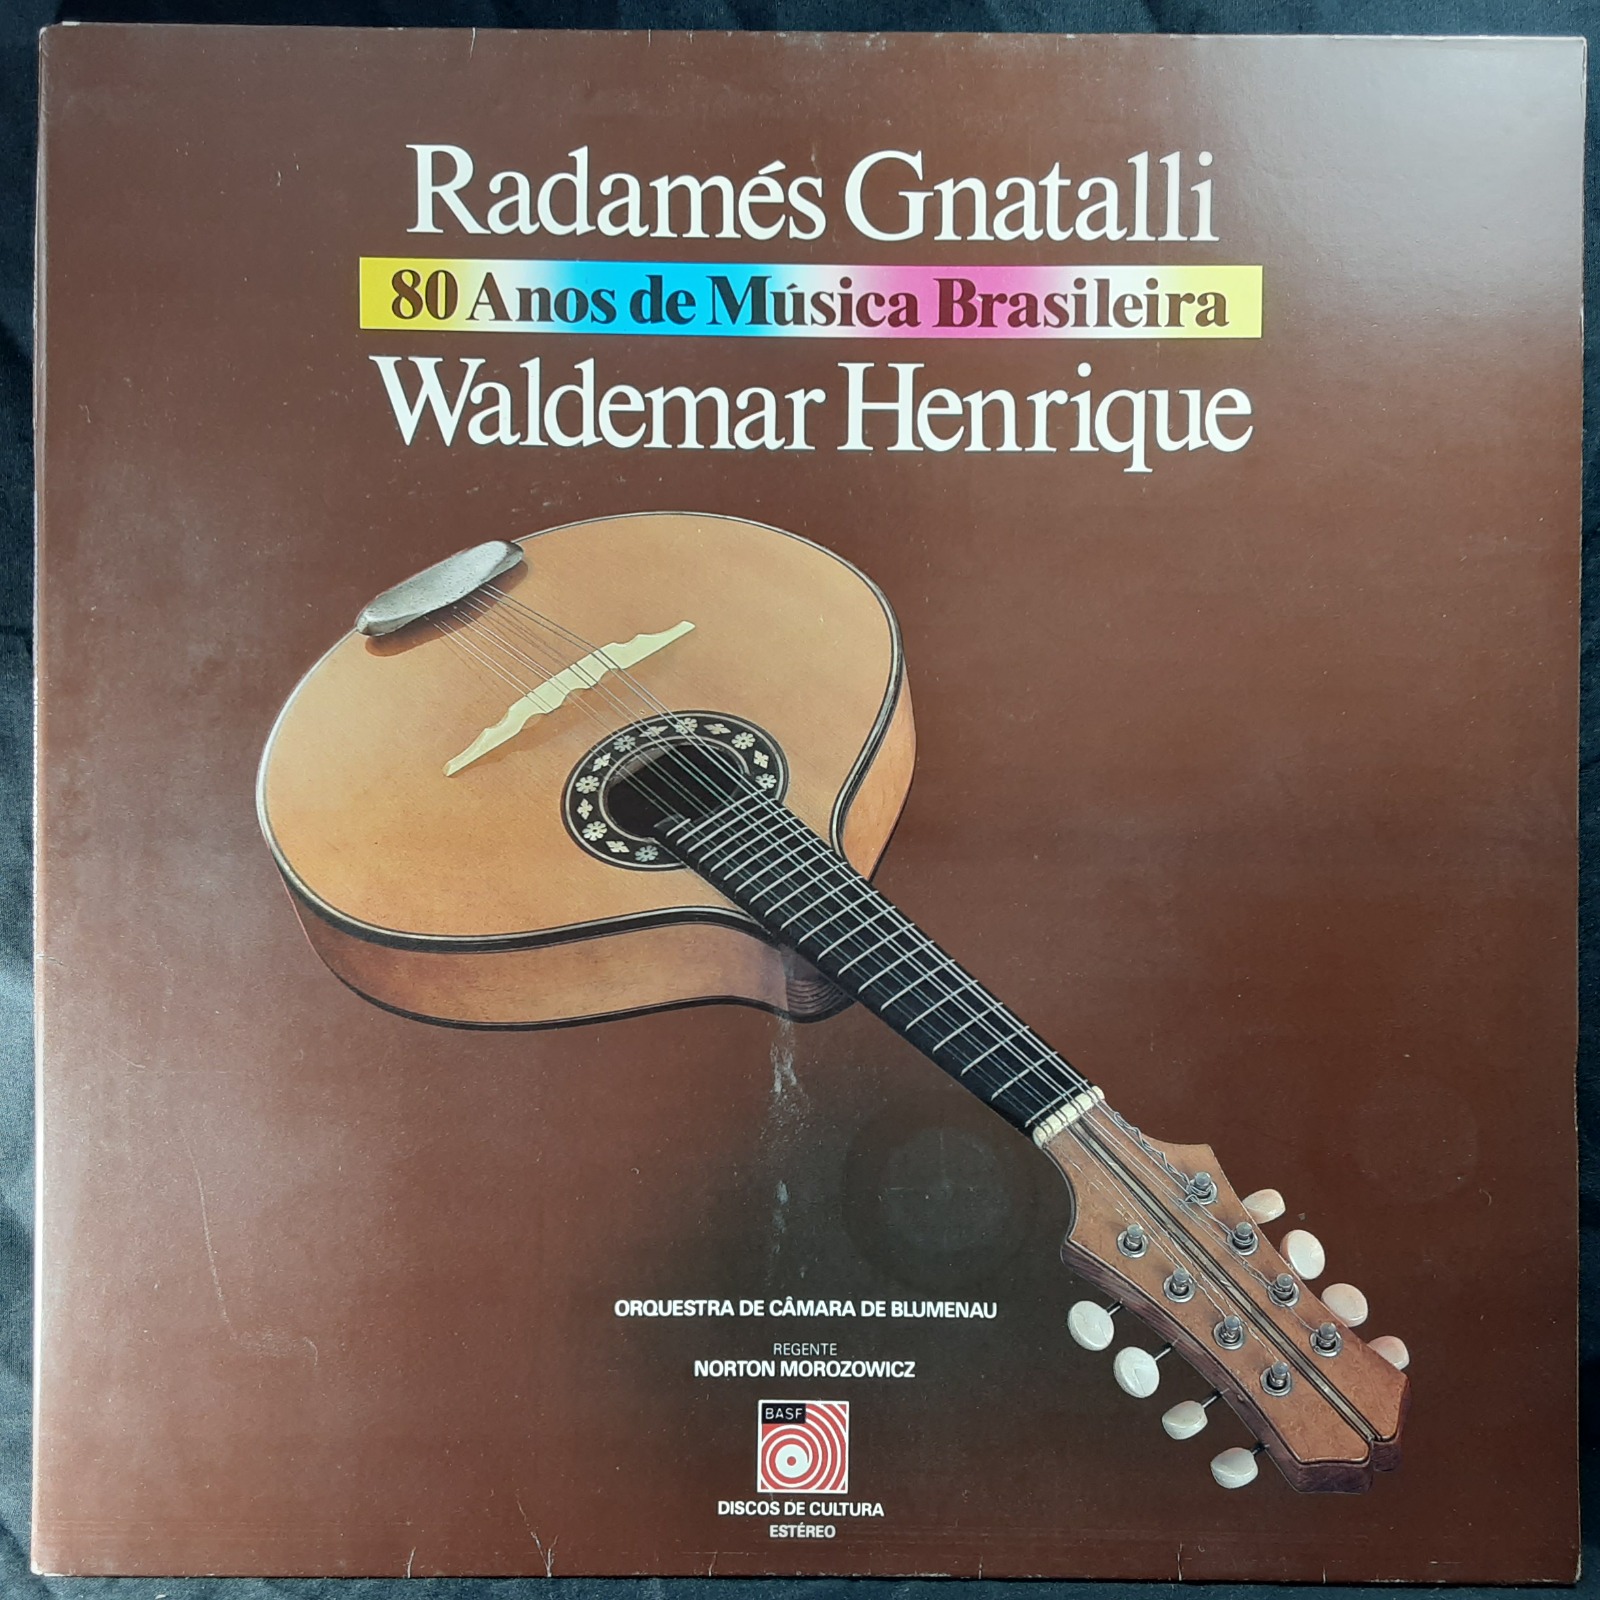 Radamés Gnatalli
80 Anos de Música Brasileira
Waldemar Henrique
ORQUESTRA DE CÂMARA DE BLUMENAU
REGENTE
NORTON MOROZOWICZ
BASF
DISCOS DE CULTURA
ESTÉREO